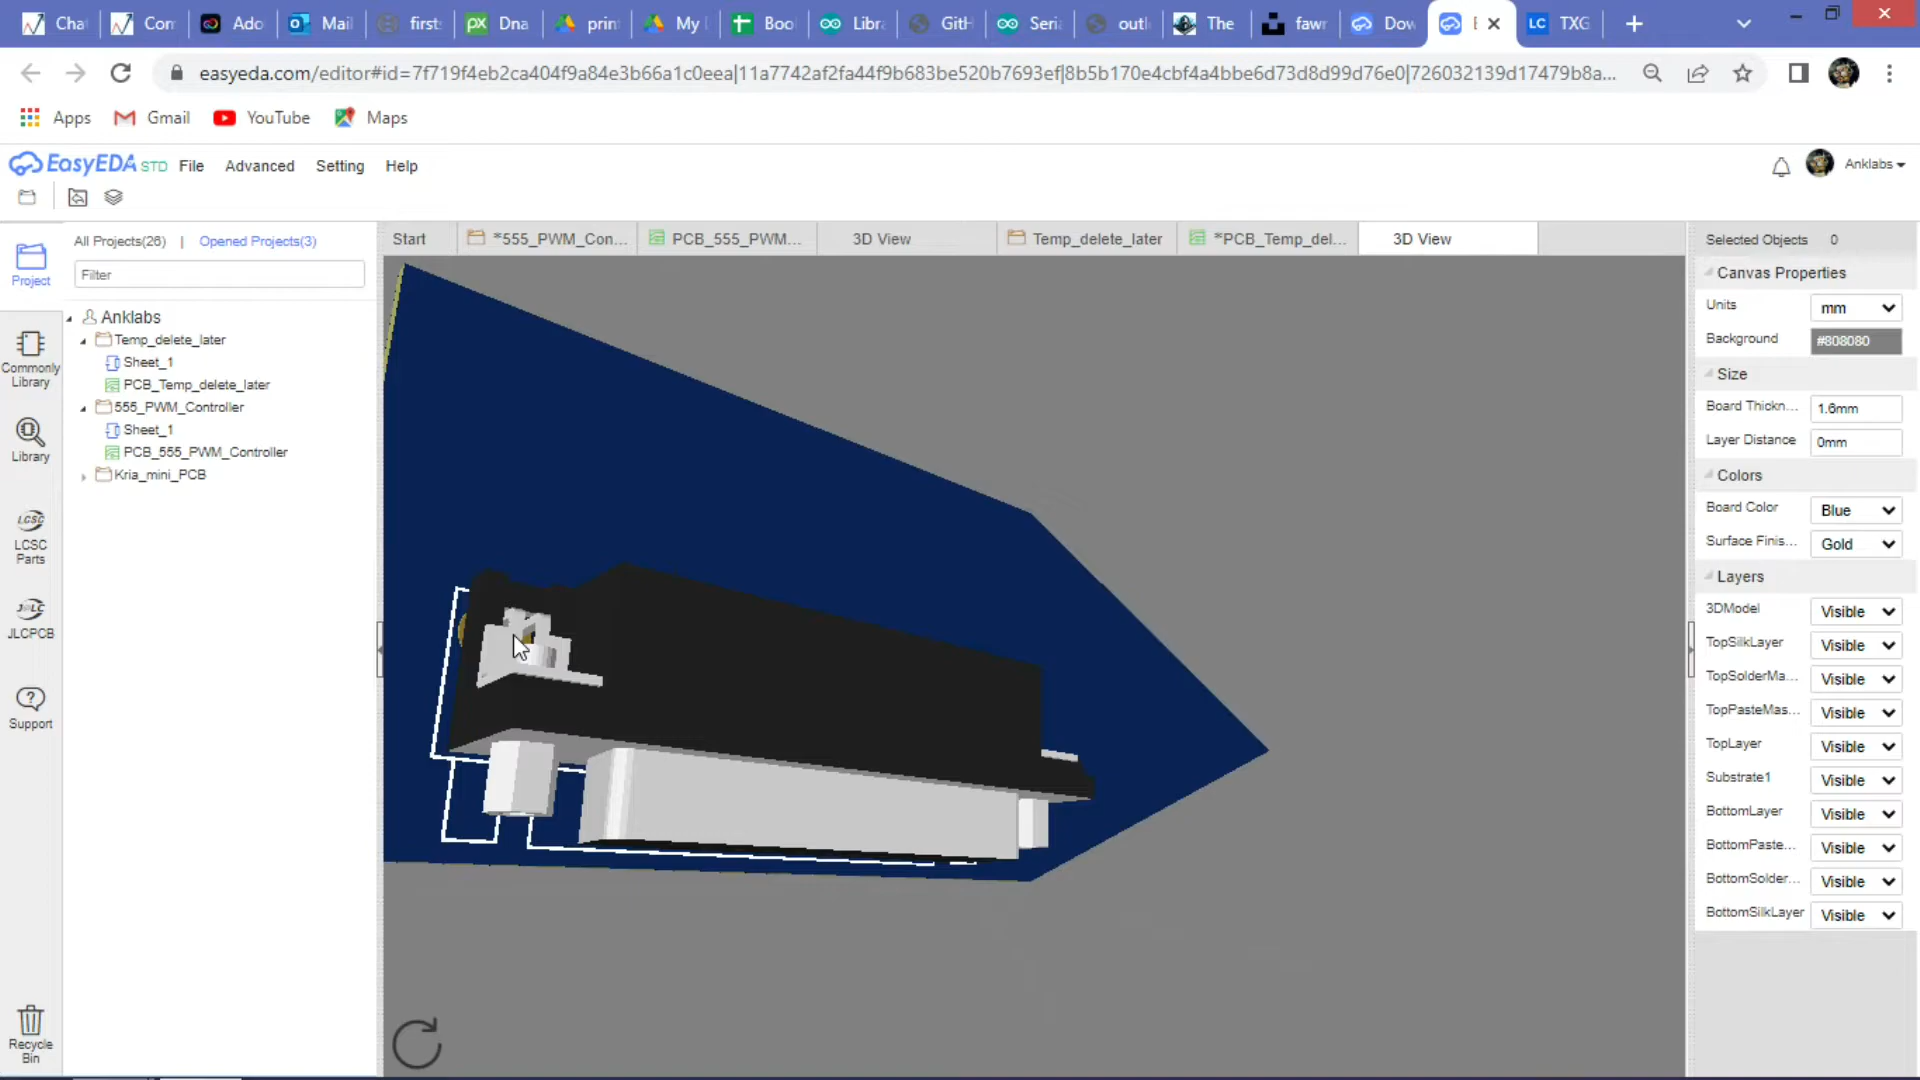 Chat
Con
Ado
Mail
first
Dna
print
My
Boo
Libra
GitH
Seri
outl
The
fawr
Dow
E
TXG
easyeda.com/editor#id=7f719f4eb2ca404f9a84e3b66a1c0eea|11a7742af2fa44f9b683be520b7693ef|8b5b170e4cbf4a4bbe6d73d8d99d76e0|726032139d17479b8a...
Apps
Gmail
YouTube
Maps
EasyEDA STD
File
Advanced
Setting
Help
Anklabs
All Projects(26) | Opened Projects(3)
Start
*555_PWM_Con...
PCB_555_PWM...
3D View
Temp_delete_later
*PCB_Temp_del...
3D View
Filter
Project
Commonly
Library
Library
LCSC
LCSC
Parts
JLCPCB
Support
Recycle
Bin
Anklabs
Temp_delete_later
Sheet_1
PCB_Temp_delete_later
555_PWM_Controller
Sheet_1
PCB_555_PWM_Controller
Kria_mini_PCB
Selected Objects 0
Canvas Properties
Units mm
Background #808080
Size
Board Thickn... 1.6mm
Layer Distance 0mm
Colors
Board Color Blue
Surface Finis... Gold
Layers
3DModel Visible
TopSilkLayer Visible
TopSolderMa... Visible
TopPasteMas... Visible
TopLayer Visible
Substrate1 Visible
BottomLayer Visible
BottomPaste... Visible
BottomSolder... Visible
BottomSilkLayer Visible